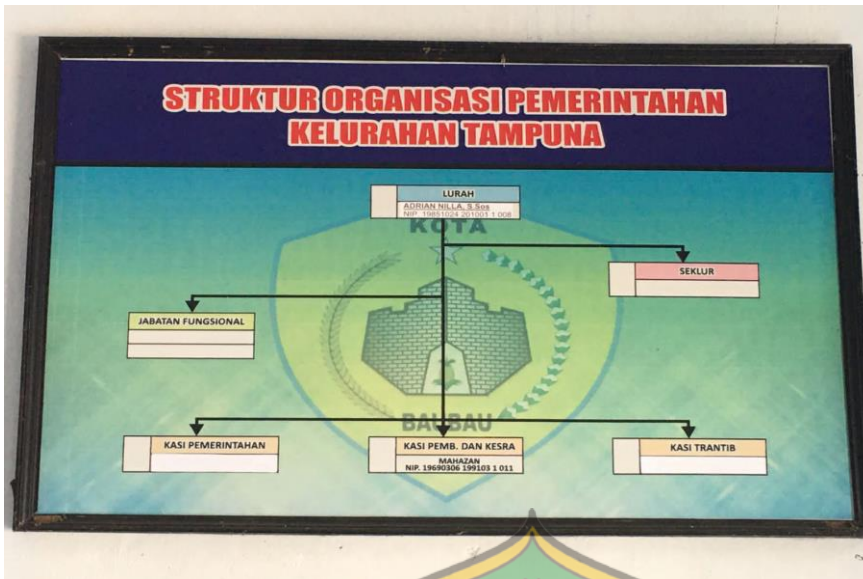 STRUKTUR ORGANISASI PEMERINTAHAN
KELURAHAN TAMPUNA
LURAH
ADRIAN NILLA, S.Sos
NIP. 19851024 201001 1 008
KOTA
SEKLUR
JABATAN FUNGSIONAL
BAUBAU
KASI PEMERINTAHAN
KASI PEMB. DAN KESRA
MAHAZAN
NIP. 19690306 199103 1 011
KASI TRANTIB